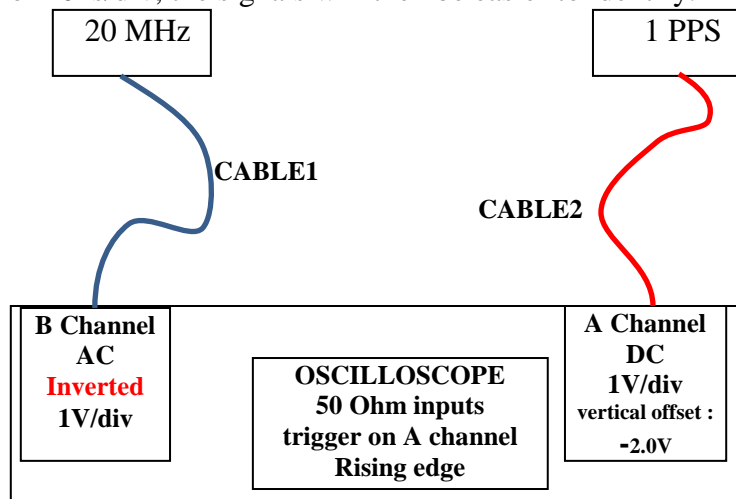 20 MHz
1 PPS
CABLE1
CABLE2
B Channel
AC
Inverted
1V/div
OSCILLOSCOPE
50 Ohm inputs
trigger on A channel
Rising edge
A Channel
DC
1V/div
vertical offset :
-2.0V